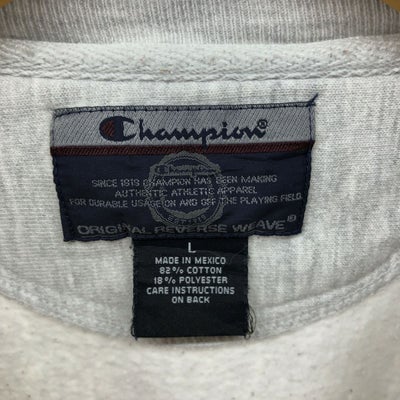 Champion®
SINCE 1919 CHAMPION HAS BEEN MAKING
AUTHENTIC ATHLETIC APPAREL
FOR DURABLE USAGE ON AND OFF THE PLAYING FIELD.
ORIGINAL REVERSE WEAVE®
L
MADE IN MEXICO
82% COTTON
18% POLYESTER
CARE INSTRUCTIONS
ON BACK